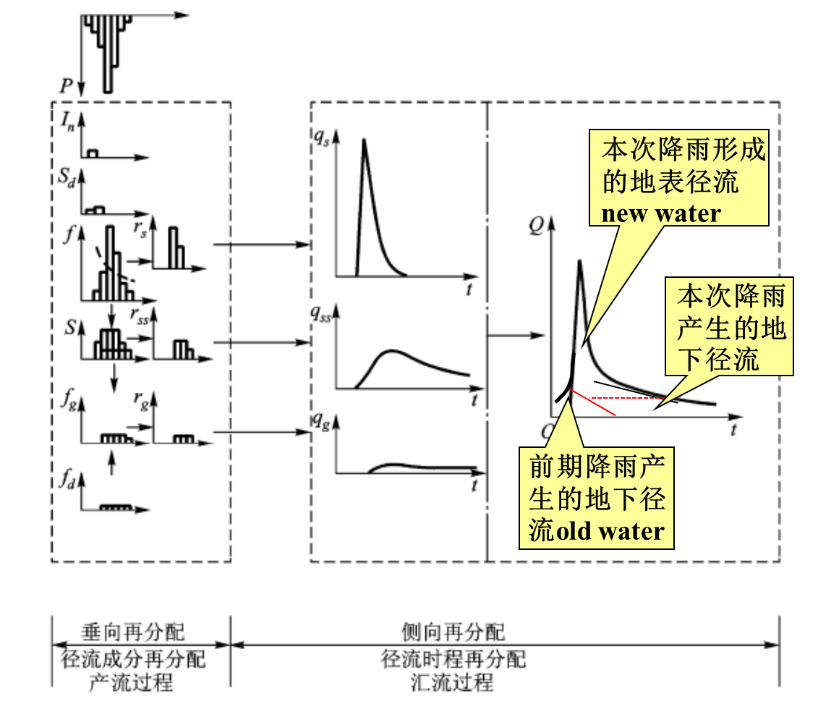 P
I_n
S_d
f
r_s
S
r_ss
f_g
r_g
f_d
q_s
t
q_ss
t
q_g
t
Q
t
本次降雨形成
的地表径流
new water
本次降雨
产生的地
下径流
前期降雨产
生的地下径
流old water
垂向再分配
径流成分再分配
产流过程
侧向再分配
径流时程再分配
汇流过程